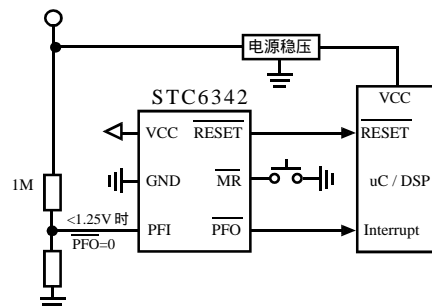 电源稳压
STC6342
VCC
VCC
RESET
RESET
1M
GND
MR
uC / DSP
<1.25V 时
PFI
PFO
Interrupt
PFO=0